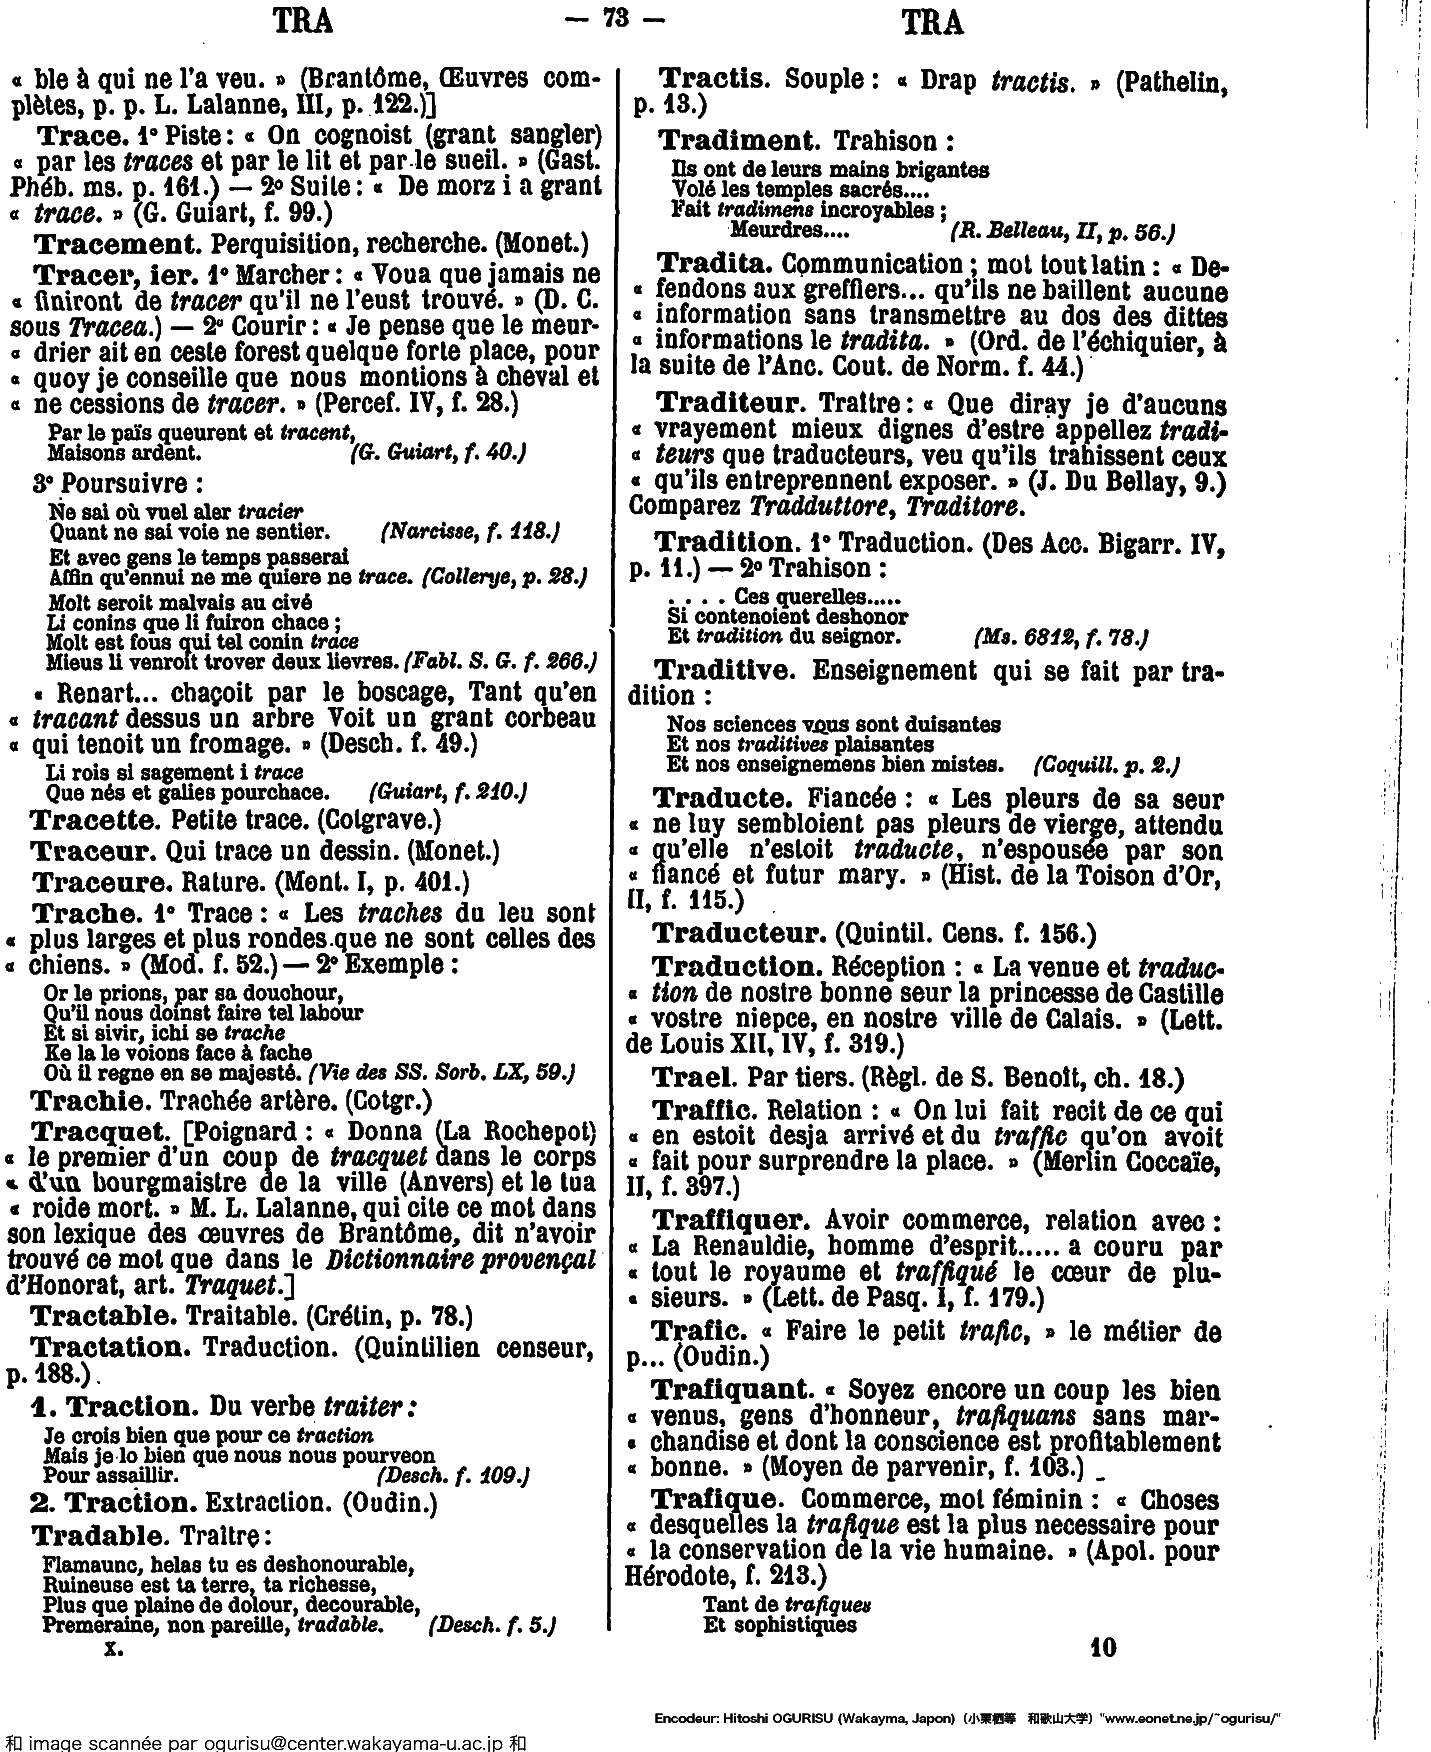 TRA — 73 — TRA
« ble à qui ne l'a veu. » (Brantôme, Œuvres com-
plètes, p. p. L. Lalanne, III, p. 122.)]
Trace. 1° Piste : « On cognoist (grant sangler)
« par les traces et par le lit et par le sueil. » (Gast.
Phéb. ms. p. 161.) — 2° Suite : « De morz i a grant
« trace. » (G. Guiart, f. 99.)
Tracement. Perquisition, recherche. (Monet.)
Tracer, ier. 1° Marcher : « Voua que jamais ne
« finiront de tracer qu'il ne l'eust trouvé. » (D. C.
sous Tracea.) — 2° Courir : « Je pense que le meur-
« drier ait en ceste forest quelque forte place, pour
« quoy je conseille que nous montions à cheval et
« ne cessions de tracer. » (Percef. IV, f. 28.)
Par le païs queurent et tracent,
Maisons ardent. (G. Guiart, f. 40.)
3° Poursuivre :
Ne sai où vuel aler tracier
Quant ne sai voie ne sentier. (Narcisse, f. 118.)
Et avec gens le temps passerai
Affin qu'ennui ne me quiere ne trace. (Collerye, p. 28.)
Molt seroit malvais au civé
Li conins que li fuiron chace ;
Molt est fous qui tel conin trace
Mieus li venroit trover deux lievres. (Fabl. S. G. f. 266.)
« Renart... chaçoit par le boscage, Tant qu'en
« tracant dessus un arbre Voit un grant corbeau
« qui tenoit un fromage. » (Desch. f. 49.)
Li rois si sagement i trace
Que nés et galies pourchace. (Guiart, f. 210.)
Tracette. Petite trace. (Cotgrave.)
Traceur. Qui trace un dessin. (Monet.)
Traceure. Rature. (Mont. I, p. 401.)
Trache. 1° Trace : « Les traches du leu sont
« plus larges et plus rondes que ne sont celles des
« chiens. » (Mod. f. 52.) — 2° Exemple :
Or le prions, par sa douchour,
Qu'il nous doinst faire tel labour
Et si sivir, ichi se trache
Ke la le voions face à fache
Où il regne en se majesté. (Vie des SS. Sorb. LX, 59.)
Trachie. Trachée artère. (Cotgr.)
Tracquet. [Poignard : « Donna (La Rochepot)
« le premier d'un coup de tracquet dans le corps
« d'un bourgmaistre de la ville (Anvers) et le tua
« roide mort. » M. L. Lalanne, qui cite ce mot dans
son lexique des œuvres de Brantôme, dit n'avoir
trouvé ce mot que dans le Dictionnaire provençal
d'Honorat, art. Traquet.]
Tractable. Traitable. (Crétin, p. 78.)
Tractation. Traduction. (Quintilien censeur,
p. 188.)
1. Traction. Du verbe traiter :
Je crois bien que pour ce traction
Mais je lo bien que nous nous pourveon
Pour assaillir. (Desch. f. 109.)
2. Traction. Extraction. (Oudin.)
Tradable. Traître :
Flamaunc, helas tu es deshonourable,
Ruineuse est ta terre, ta richesse,
Plus que plaine de dolour, decourable,
Premeraine, non pareille, tradable. (Desch. f. 5.)
X.
Tractis. Souple : « Drap tractis. » (Pathelin,
p. 13.)
Tradiment. Trahison :
Ils ont de leurs mains brigantes
Volé les temples sacrés....
Fait tradimens incroyables ;
Meurdres.... (R. Belleau, II, p. 56.)
Tradita. Communication ; mot tout latin : « De-
« fendons aux greffiers... qu'ils ne baillent aucune
« information sans transmettre au dos des dittes
« informations le tradita. » (Ord. de l'échiquier, à
la suite de l'Anc. Cout. de Norm. f. 44.)
Traditeur. Traître : « Que diray je d'aucuns
« vrayement mieux dignes d'estre appellez tradi-
« teurs que traducteurs, veu qu'ils trahissent ceux
« qu'ils entreprennent exposer. » (J. Du Bellay, 9.)
Comparez Tradduttore, Traditore.
Tradition. 1° Traduction. (Des Acc. Bigarr. IV,
p. 11.) — 2° Trahison :
. . . . Ces querelles.....
Si contenoient deshonor
Et tradition du seignor. (Ms. 6812, f. 78.)
Traditive. Enseignement qui se fait par tra-
dition :
Nos sciences vous sont duisantes
Et nos traditives plaisantes
Et nos enseignemens bien mistes. (Coquill. p. 2.)
Traducte. Fiancée : « Les pleurs de sa seur
« ne luy sembloient pas pleurs de vierge, attendu
« qu'elle n'estoit traducte, n'espousée par son
« fiancé et futur mary. » (Hist. de la Toison d'Or,
II, f. 115.)
Traducteur. (Quintil. Cens. f. 156.)
Traduction. Réception : « La venue et traduc-
« tion de nostre bonne seur la princesse de Castille
« vostre niepce, en nostre ville de Calais. » (Lett.
de Louis XII, IV, f. 319.)
Trael. Par tiers. (Règl. de S. Benoît, ch. 18.)
Traffic. Relation : « On lui fait recit de ce qui
« en estoit desja arrivé et du traffic qu'on avoit
« fait pour surprendre la place. » (Merlin Coccaïe,
II, f. 397.)
Traffiquer. Avoir commerce, relation avec :
« La Renauldie, homme d'esprit..... a couru par
« tout le royaume et traffiqué le cœur de plu-
« sieurs. » (Lett. de Pasq. I, f. 179.)
Trafic. « Faire le petit trafic, » le métier de
p... (Oudin.)
Trafiquant. « Soyez encore un coup les bien
« venus, gens d'honneur, trafiquans sans mar-
« chandise et dont la conscience est profitablement
« bonne. » (Moyen de parvenir, f. 103.)
Trafique. Commerce, mot féminin : « Choses
« desquelles la trafique est la plus necessaire pour
« la conservation de la vie humaine. » (Apol. pour
Hérodote, f. 213.)
Tant de trafiques
Et sophistiques
10
Encodeur: Hitoshi OGURISU (Wakayma, Japon) (小栗栖等 和歌山大学) "www.eonet.ne.jp/~ogurisu/"
和 image scannée par ogurisu@center.wakayama-u.ac.jp 和